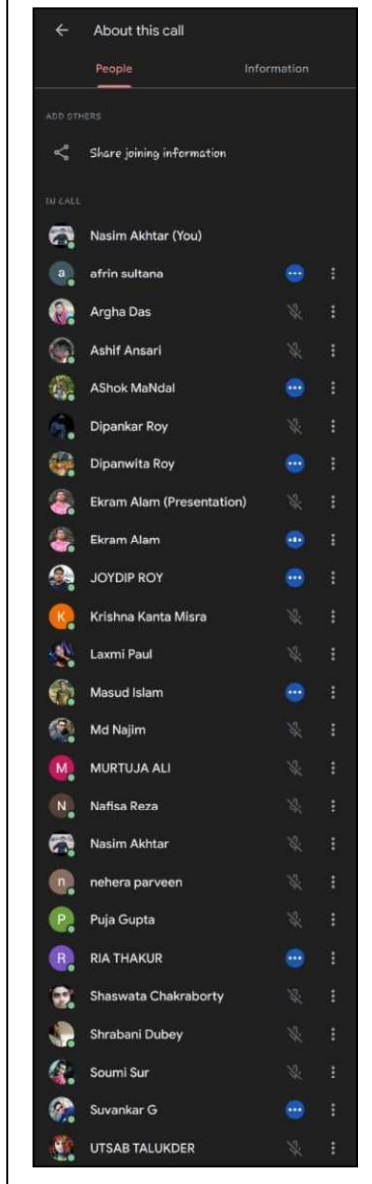 About this call
People Information
ADD OTHERS
Share joining information
IN CALL
Nasim Akhtar (You)
a afrin sultana
Argha Das
Ashif Ansari
AShok MaNdal
Dipankar Roy
Dipanwita Roy
Ekram Alam (Presentation)
Ekram Alam
JOYDIP ROY
K Krishna Kanta Misra
Laxmi Paul
Masud Islam
Md Najim
M MURTUJA ALI
N Nafisa Reza
Nasim Akhtar
n nehera parveen
P Puja Gupta
R RIA THAKUR
Shaswata Chakraborty
Shrabani Dubey
Soumi Sur
Suvankar G
UTSAB TALUKDER